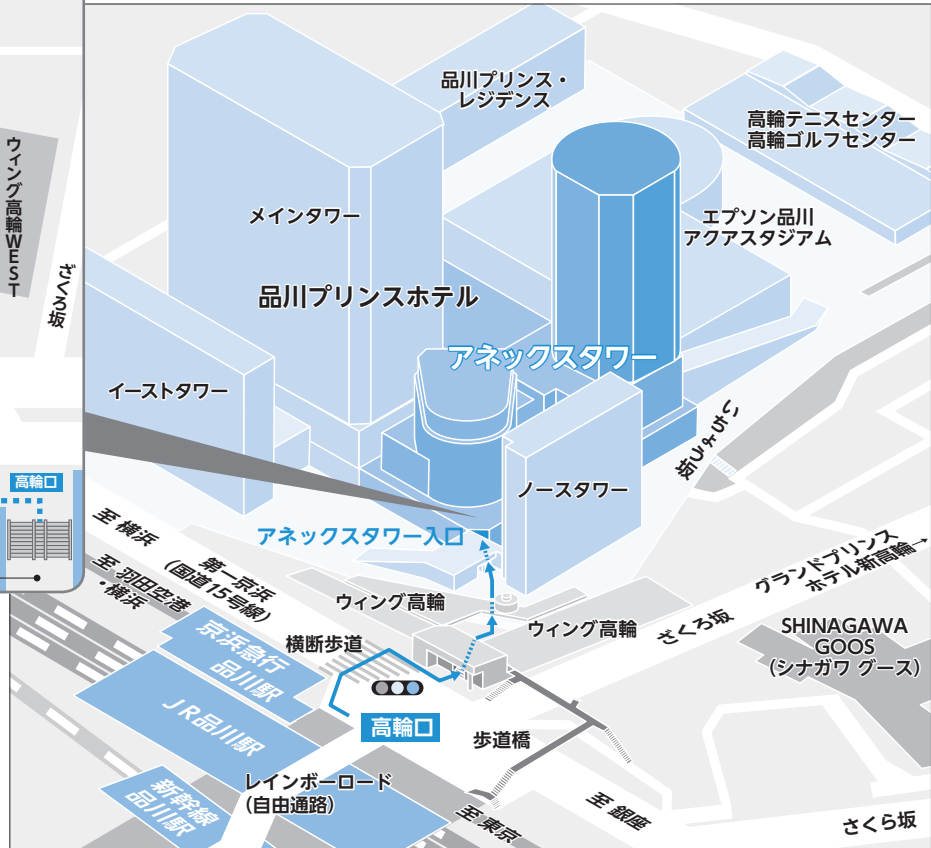 ウィング高輪WEST
ざくろ坂
高輪口
品川プリンス・
レジデンス
高輪テニスセンター
高輪ゴルフセンター
メインタワー
エプソン品川
アクアスタジアム
品川プリンスホテル
アネックスタワー
イーストタワー
いちょう坂
ノースタワー
アネックスタワー入口
至 横浜
第一京浜
(国道15号線)
至 羽田空港
・横浜
ウィング高輪
ウィング高輪
ざくろ坂
グランドプリンス
ホテル新高輪→
SHINAGAWA
GOOS
(シナガワ グース)
横断歩道
京浜急行
品川駅
JR品川駅
高輪口
歩道橋
レインボーロード
(自由通路)
新幹線
品川駅
至 東京
至 銀座
さくら坂